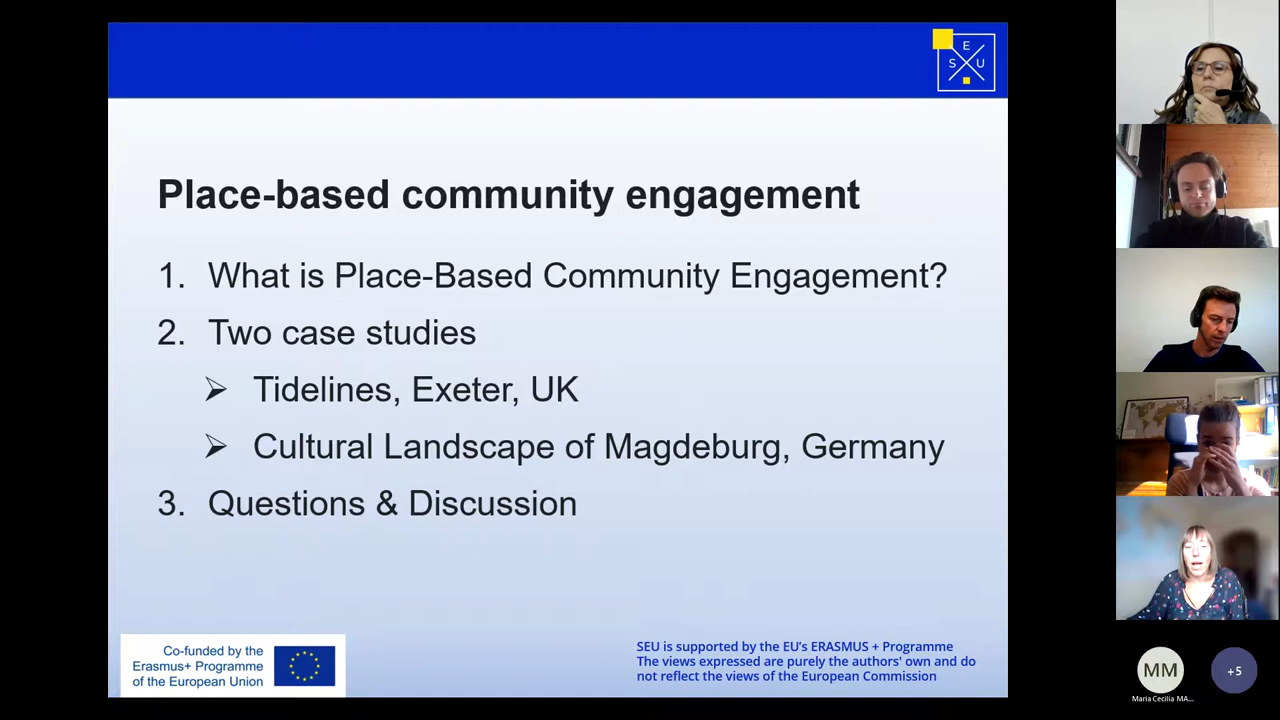 E
S U
Place-based community engagement
1. What is Place-Based Community Engagement?
2. Two case studies
➢ Tidelines, Exeter, UK
➢ Cultural Landscape of Magdeburg, Germany
3. Questions & Discussion
Co-funded by the
Erasmus+ Programme
of the European Union
SEU is supported by the EU's ERASMUS + Programme
The views expressed are purely the authors' own and do
not reflect the views of the European Commission
MM
+5
Maria Cecilia MA...